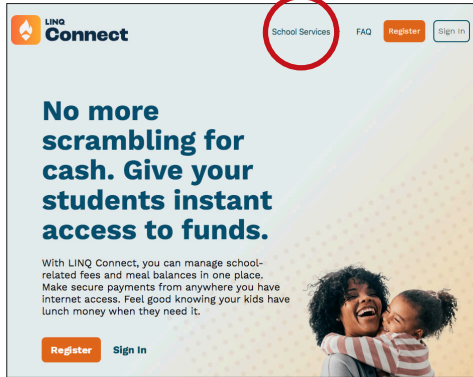 LINQ
Connect
School Services
FAQ
Register
Sign In
No more
scrambling for
cash. Give your
students instant
access to funds.
With LINQ Connect, you can manage school-
related fees and meal balances in one place.
Make secure payments from anywhere you have
internet access. Feel good knowing your kids have
lunch money when they need it.
Register
Sign In